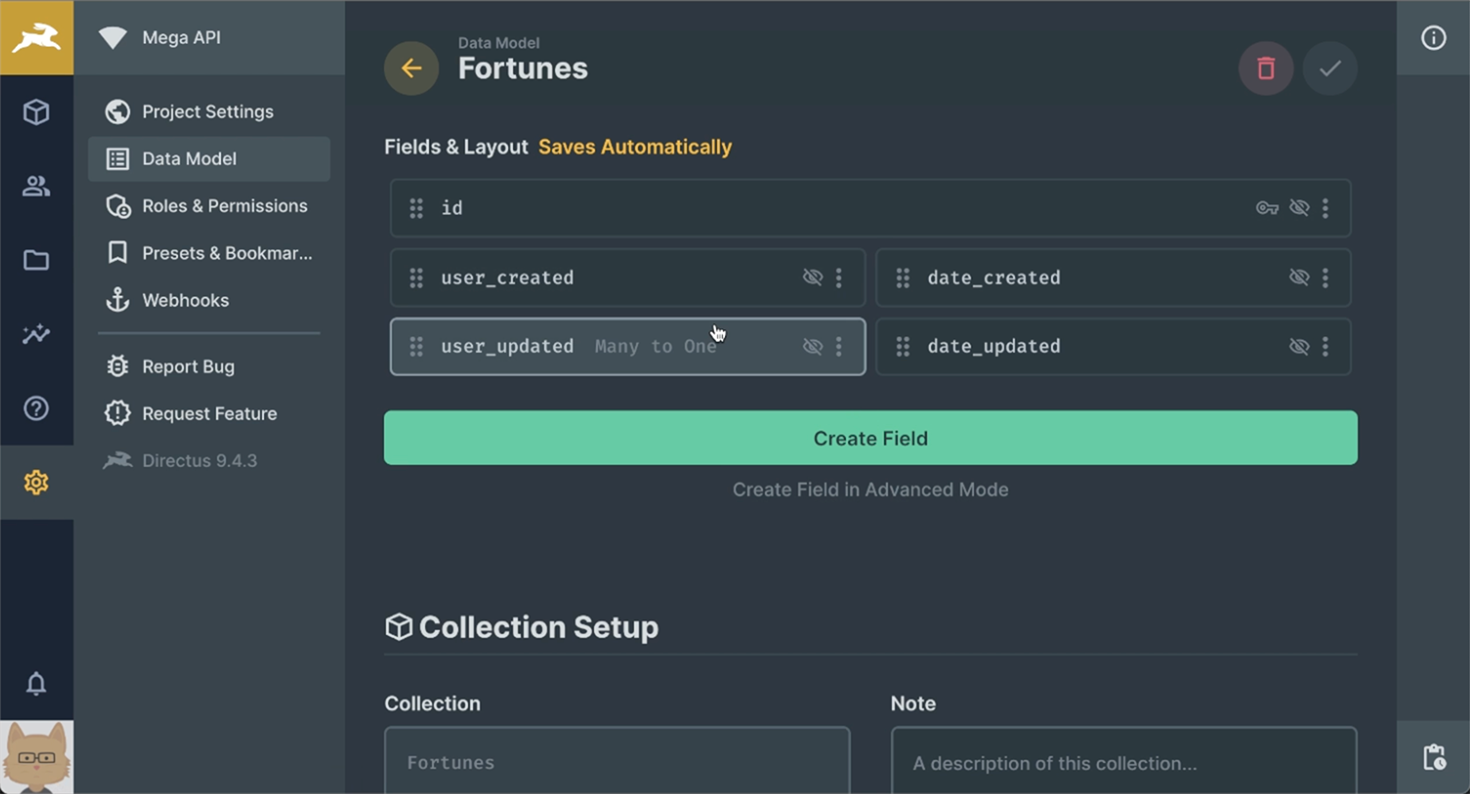 Mega API
Project Settings
Data Model
Roles & Permissions
Presets & Bookmar...
Webhooks
Report Bug
Request Feature
Directus 9.4.3
Data Model
Fortunes
Fields & Layout Saves Automatically
id
user_created
date_created
user_updated Many to One
date_updated
Create Field
Create Field in Advanced Mode
Collection Setup
Collection
Fortunes
Note
A description of this collection...